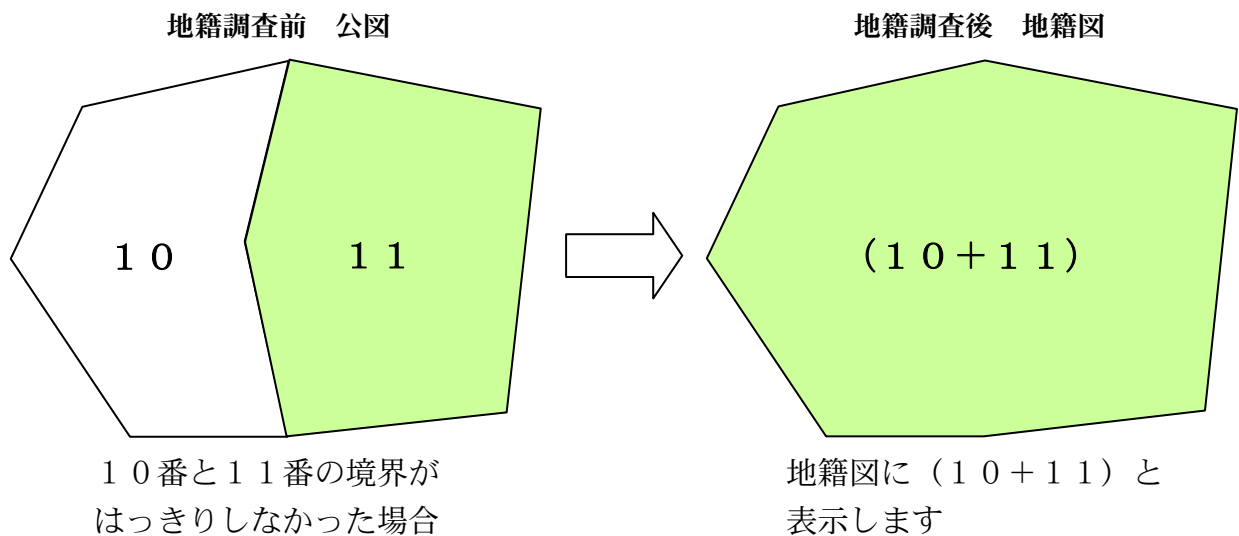 地籍調査前　公図
地籍調査後　地籍図
１０
１１
（１０＋１１）
１０番と１１番の境界が
はっきりしなかった場合
地籍図に（１０＋１１）と
表示します